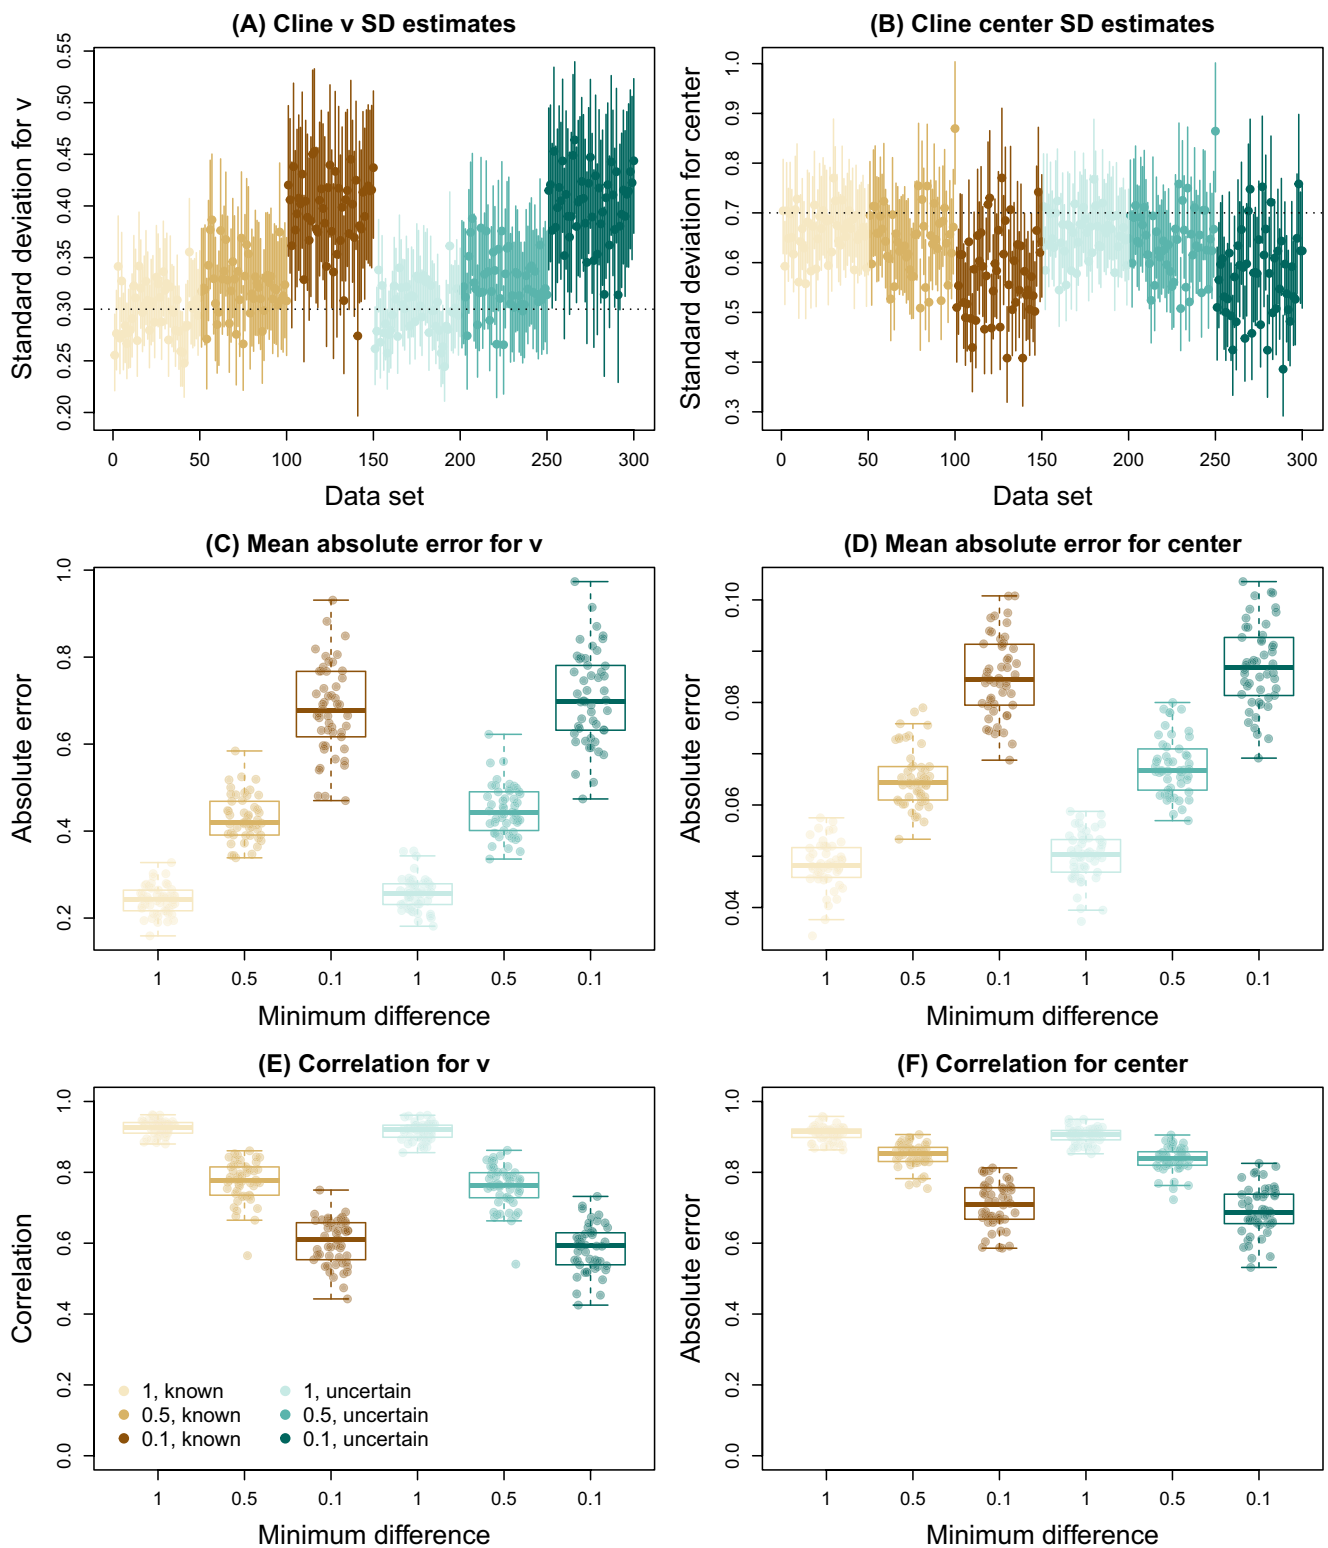 (A) Cline v SD estimates
Standard deviation for v
0.20 0.25 0.30 0.35 0.40 0.45 0.50 0.55
0 50 100 150 200 250 300
Data set
(B) Cline center SD estimates
Standard deviation for center
0.3 0.4 0.5 0.6 0.7 0.8 0.9 1.0
0 50 100 150 200 250 300
Data set
(C) Mean absolute error for v
Absolute error
0.2 0.4 0.6 0.8 1.0
1 0.5 0.1 1 0.5 0.1
Minimum difference
(D) Mean absolute error for center
Absolute error
0.04 0.06 0.08 0.10
1 0.5 0.1 1 0.5 0.1
Minimum difference
(E) Correlation for v
Correlation
0.0 0.2 0.4 0.6 0.8 1.0
1, known
0.5, known
0.1, known
1, uncertain
0.5, uncertain
0.1, uncertain
1 0.5 0.1 1 0.5 0.1
Minimum difference
(F) Correlation for center
Absolute error
0.0 0.2 0.4 0.6 0.8 1.0
1 0.5 0.1 1 0.5 0.1
Minimum difference